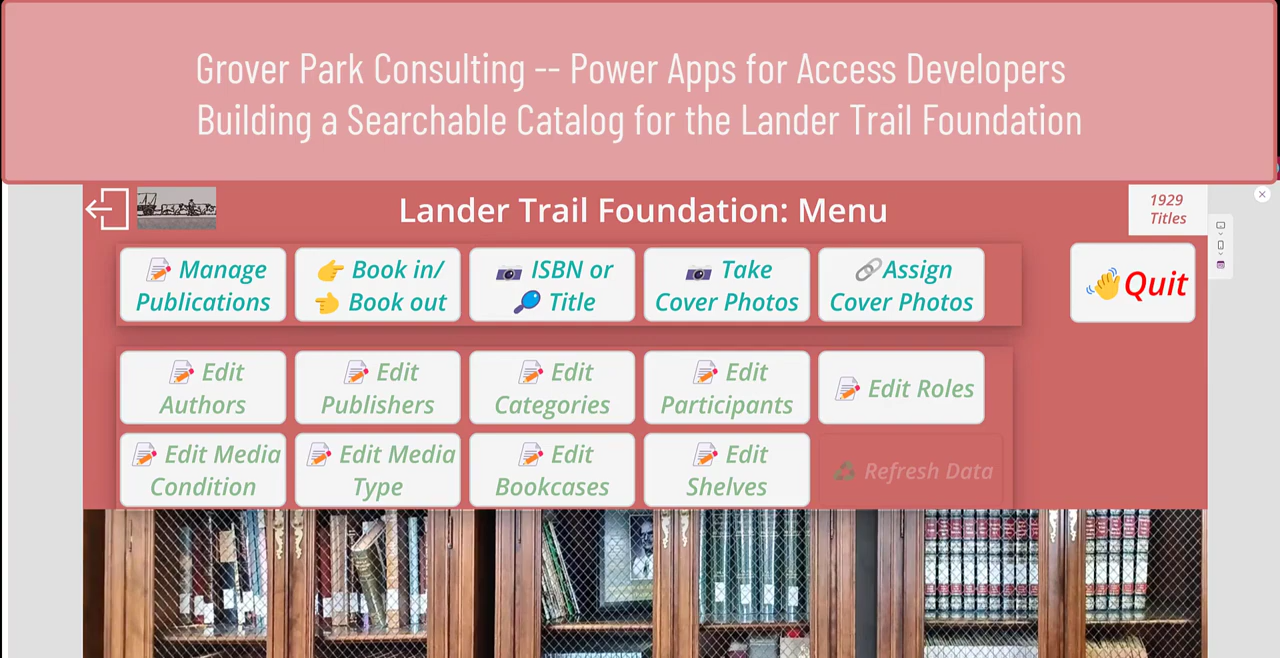 Grover Park Consulting -- Power Apps for Access Developers
Building a Searchable Catalog for the Lander Trail Foundation
Lander Trail Foundation: Menu
1929
Titles
Manage
Publications
Book in/
Book out
ISBN or
Title
Take
Cover Photos
Assign
Cover Photos
Quit
Edit
Authors
Edit
Publishers
Edit
Categories
Edit
Participants
Edit Roles
Edit Media
Condition
Edit Media
Type
Edit
Bookcases
Edit
Shelves
Refresh Data